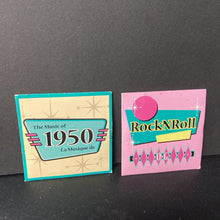 The Music of
1950
La Musique de
RockNRoll